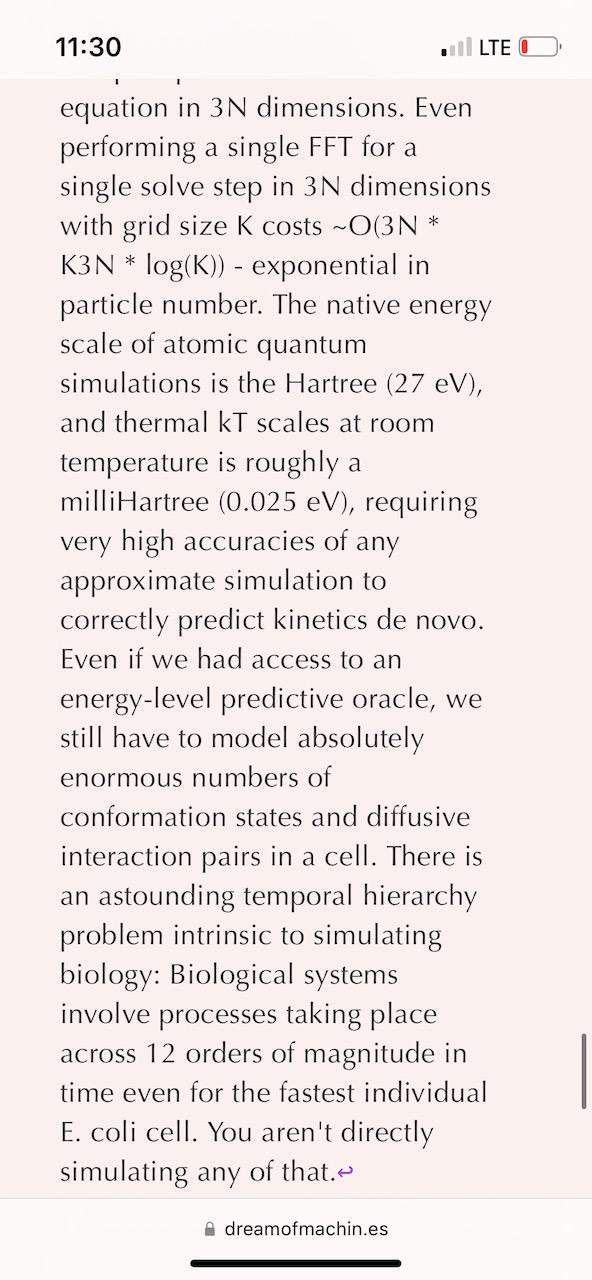 11:30
LTE
equation in 3N dimensions. Even
performing a single FFT for a
single solve step in 3N dimensions
with grid size K costs ~O(3N *
K3N * log(K)) - exponential in
particle number. The native energy
scale of atomic quantum
simulations is the Hartree (27 eV),
and thermal kT scales at room
temperature is roughly a
milliHartree (0.025 eV), requiring
very high accuracies of any
approximate simulation to
correctly predict kinetics de novo.
Even if we had access to an
energy-level predictive oracle, we
still have to model absolutely
enormous numbers of
conformation states and diffusive
interaction pairs in a cell. There is
an astounding temporal hierarchy
problem intrinsic to simulating
biology: Biological systems
involve processes taking place
across 12 orders of magnitude in
time even for the fastest individual
E. coli cell. You aren't directly
simulating any of that.↩
dreamofmachin.es